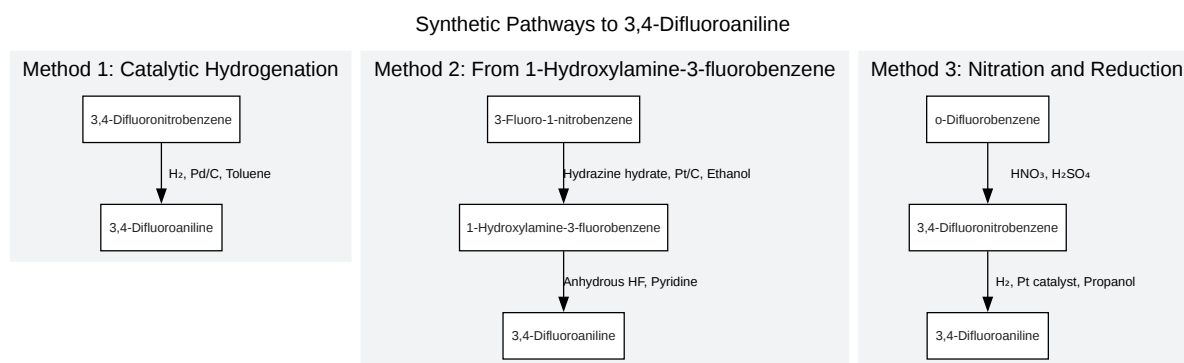 Synthetic Pathways to 3,4-Difluoroaniline
Method 1: Catalytic Hydrogenation
3,4-Difluoronitrobenzene
H₂, Pd/C, Toluene
3,4-Difluoroaniline
Method 2: From 1-Hydroxylamine-3-fluorobenzene
3-Fluoro-1-nitrobenzene
Hydrazine hydrate, Pt/C, Ethanol
1-Hydroxylamine-3-fluorobenzene
Anhydrous HF, Pyridine
3,4-Difluoroaniline
Method 3: Nitration and Reduction
o-Difluorobenzene
HNO₃, H₂SO₄
3,4-Difluoronitrobenzene
H₂, Pt catalyst, Propanol
3,4-Difluoroaniline